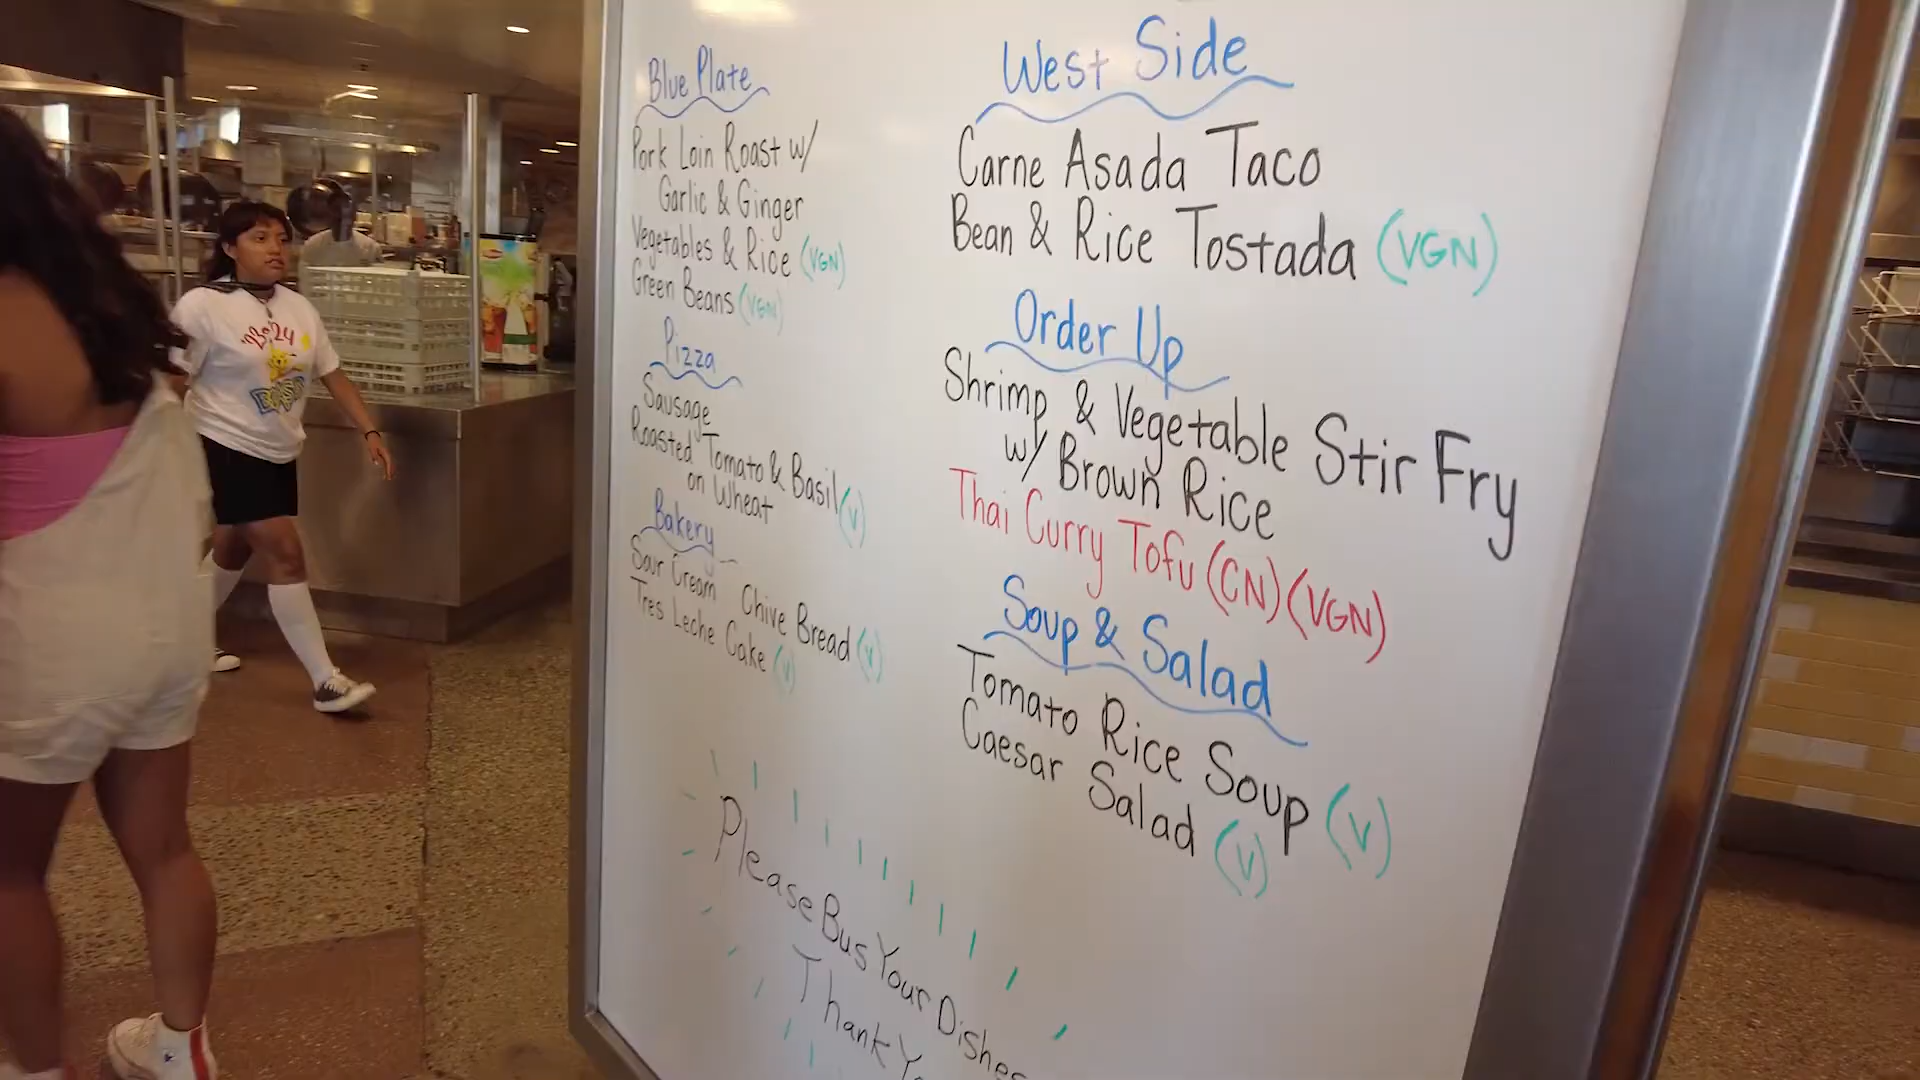 Blue Plate
Pork Loin Roast w/
Garlic & Ginger
Vegetables & Rice (VGN)
Green Beans (VGN)
Pizza
Sausage
Roasted Tomato & Basil (V)
on Wheat
Bakery
Sour Cream Chive Bread (V)
Tres Leche Cake (V)
Please Bus Your Dishes
Thank
West Side
Carne Asada Taco
Bean & Rice Tostada (VGN)
Order Up
Shrimp & Vegetable Stir Fry
w/ Brown Rice
Thai Curry Tofu (CN) (VGN)
Soup & Salad
Tomato Rice Soup (V)
Caesar Salad (V)